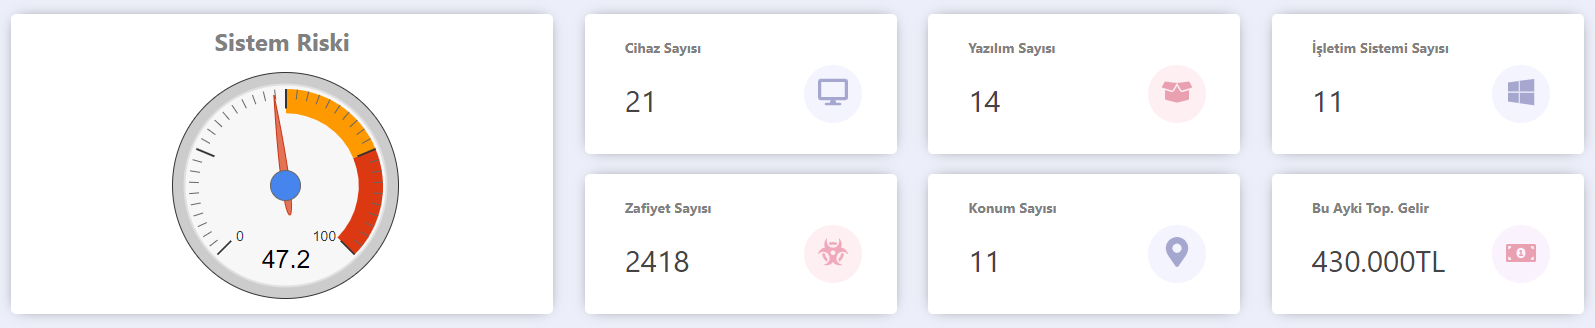 Sistem Riski
0
100
47.2
Cihaz Sayısı
21
Yazılım Sayısı
14
İşletim Sistemi Sayısı
11
Zafiyet Sayısı
2418
Konum Sayısı
11
Bu Ayki Top. Gelir
430.000TL